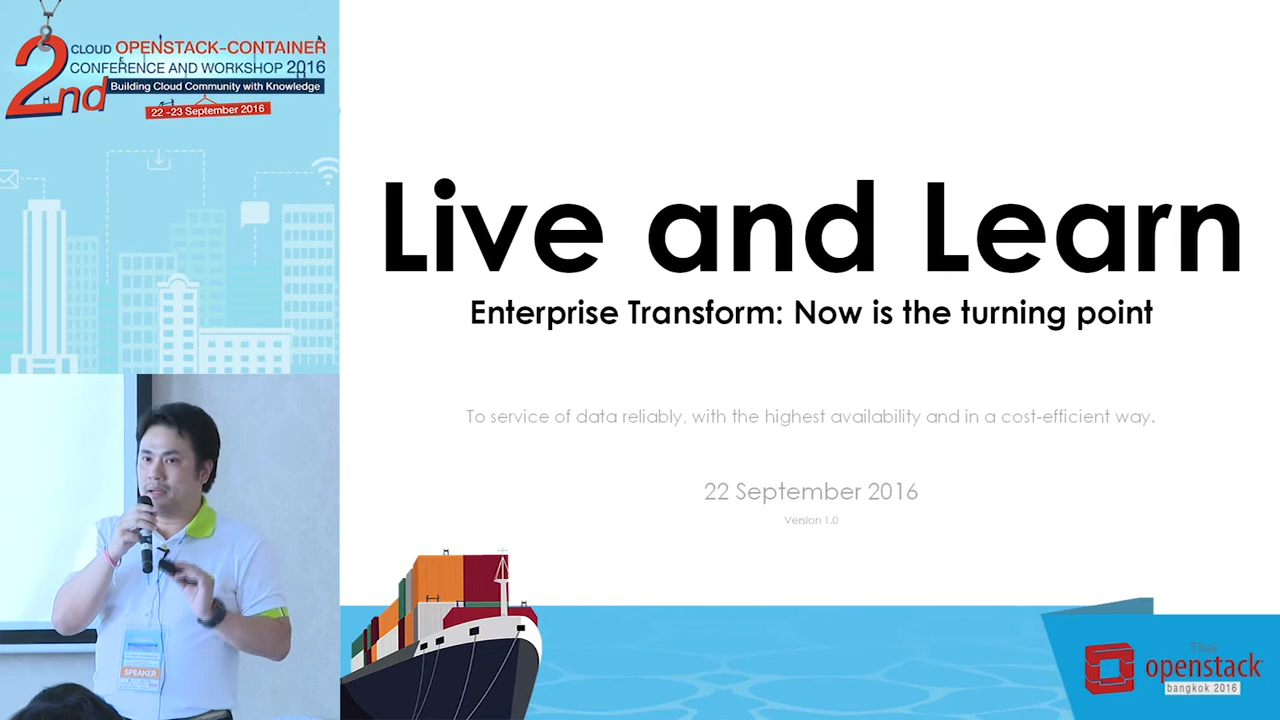 2nd
CLOUD OPENSTACK-CONTAINER
CONFERENCE AND WORKSHOP 2016
Building Cloud Community with Knowledge
22 -23 September 2016
Live and Learn
Enterprise Transform: Now is the turning point
To service of data reliably, with the highest availability and in a cost-efficient way.
22 September 2016
Version 1.0
SPEAKER
Thai
openstack
bangkok 2016